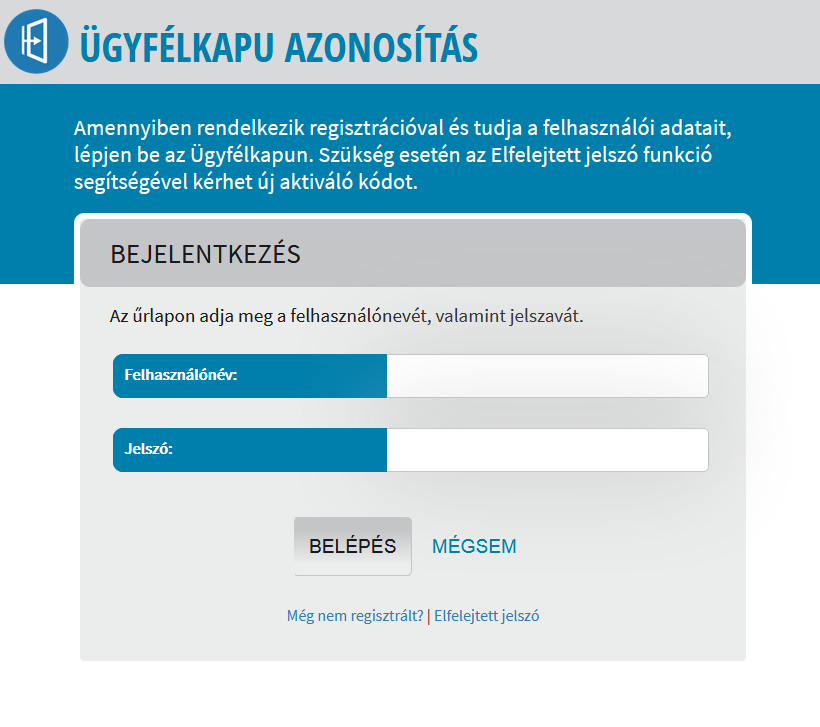 ÜGYFÉLKAPU AZONOSÍTÁS
Amennyiben rendelkezik regisztrációval és tudja a felhasználói adatait,
lépjen be az Ügyfélkapun. Szükség esetén az Elfelejtett jelszó funkció
segítségével kérhet új aktiváló kódot.
BEJELENTKEZÉS
Az űrlapon adja meg a felhasználónevét, valamint jelszavát.
Felhasználónév:
Jelszó:
BELÉPÉS MÉGSEM
Még nem regisztrált? | Elfelejtett jelszó